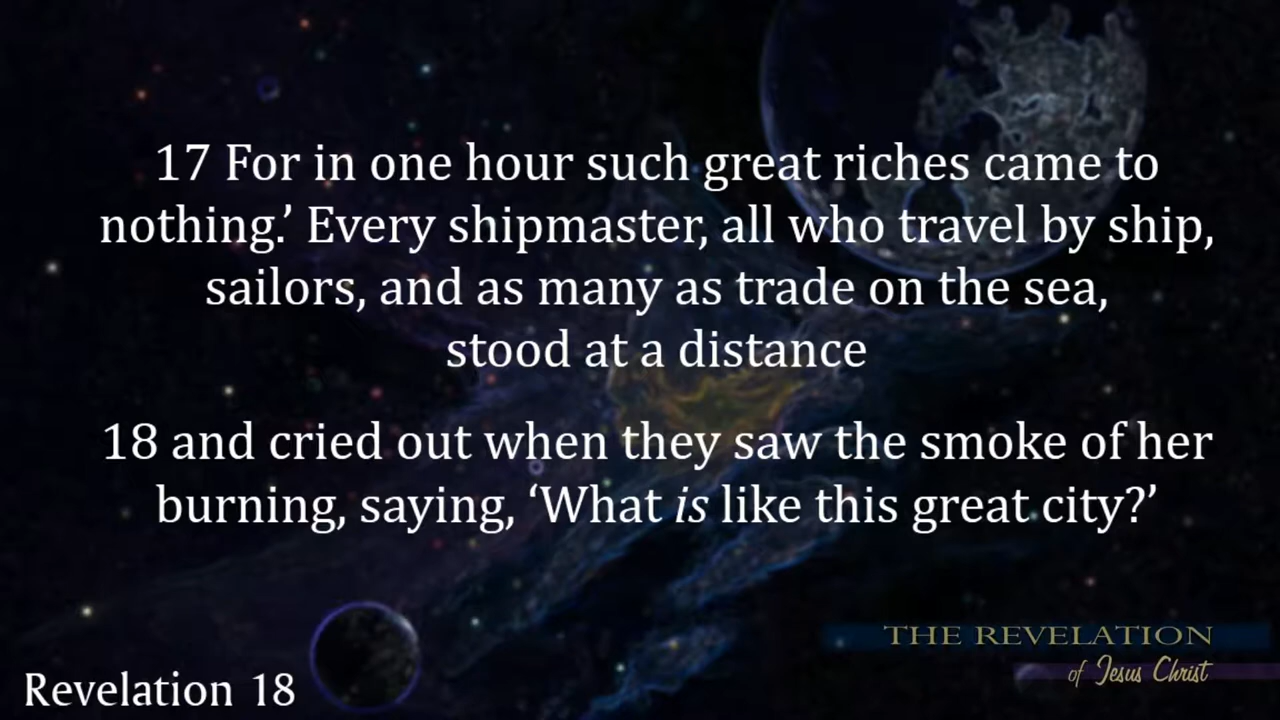 17 For in one hour such great riches came to
nothing.’ Every shipmaster, all who travel by ship,
sailors, and as many as trade on the sea,
stood at a distance
18 and cried out when they saw the smoke of her
burning, saying, ‘What is like this great city?’
THE REVELATION
of Jesus Christ
Revelation 18